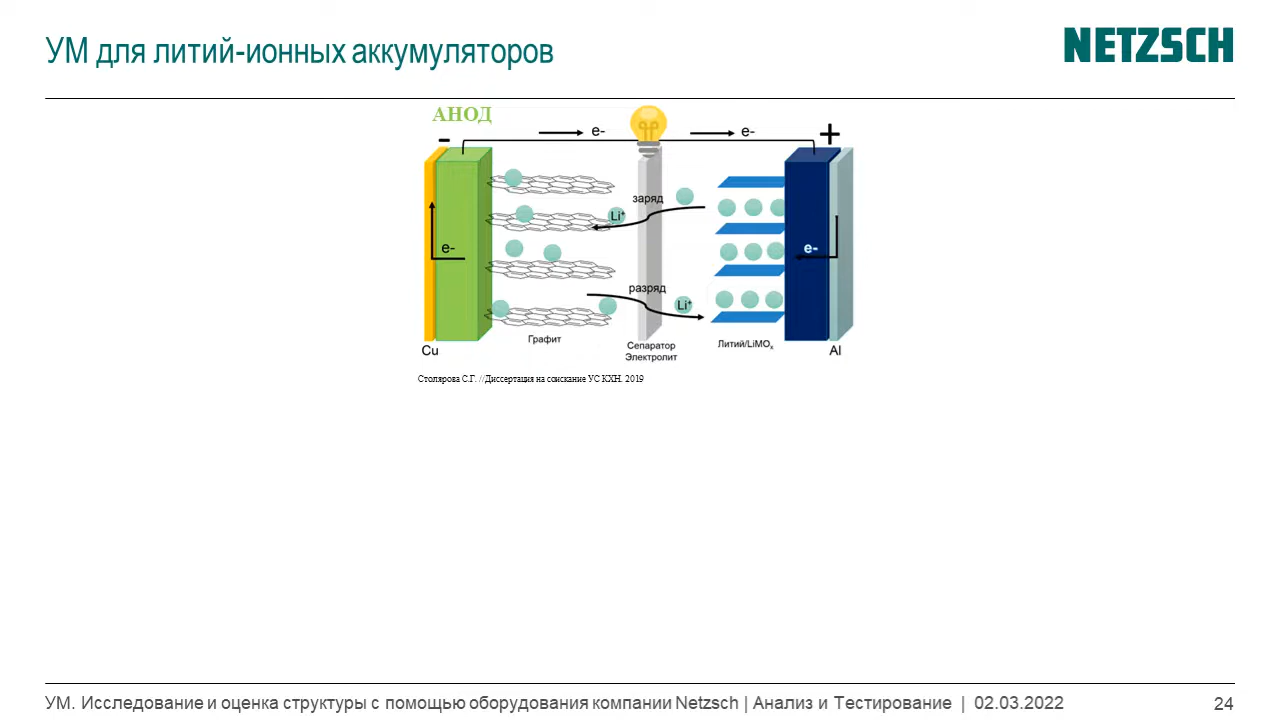 УМ для литий-ионных аккумуляторов
NETZSCH
АНОД
- e- e- +
заряд
Li+
e- e-
разряд
Li+
Графит
Сепаратор
Электролит
Литий/LiMOx
Cu
Al
Столярова С.Г. //Диссертация на соискание УС КХН. 2019
УМ. Исследование и оценка структуры с помощью оборудования компании Netzsch | Анализ и Тестирование | 02.03.2022
24